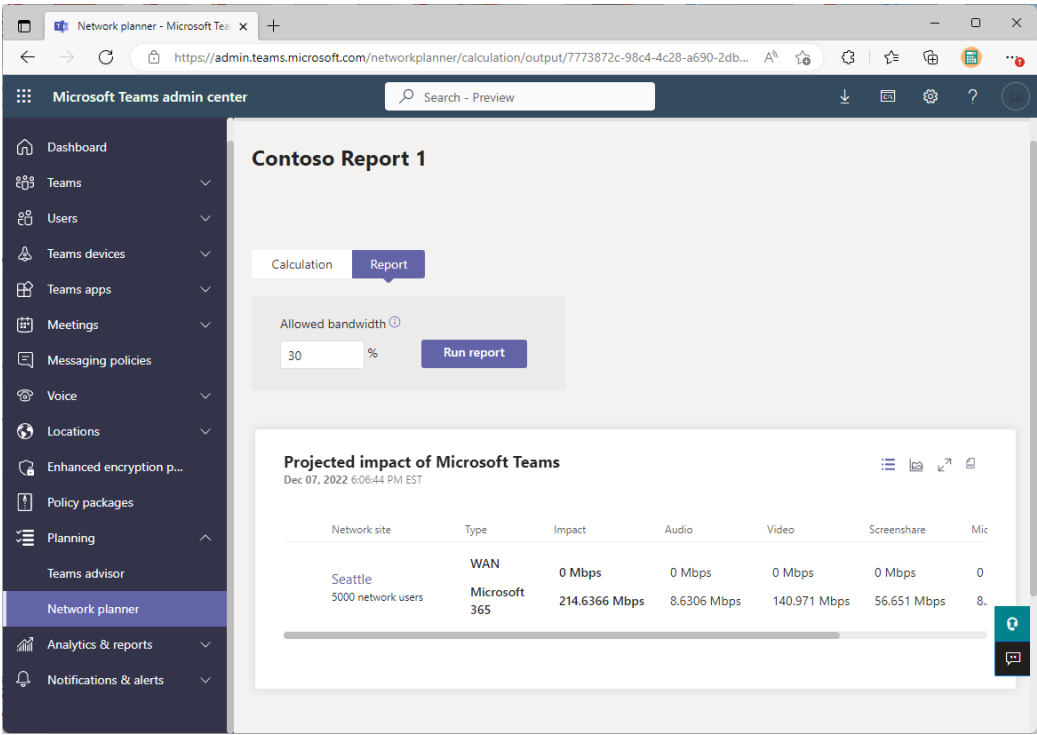 Network planner - Microsoft Tea
https://admin.teams.microsoft.com/networkplanner/calculation/output/7773872c-98c4-4c28-a690-2db...
Microsoft Teams admin center
Search - Preview
?
SA
Dashboard
Teams
Users
Teams devices
Teams apps
Meetings
Messaging policies
Voice
Locations
Enhanced encryption p...
Policy packages
Planning
Teams advisor
Network planner
Analytics & reports
Notifications & alerts
Contoso Report 1
Calculation Report
Allowed bandwidth
30 % Run report
Projected impact of Microsoft Teams
Dec 07, 2022 6:06:44 PM EST
Network site Type Impact Audio Video Screenshare Mic
Seattle
5000 network users
WAN 0 Mbps 0 Mbps 0 Mbps 0 Mbps 0
Microsoft 365 214.6366 Mbps 8.6306 Mbps 140.971 Mbps 56.651 Mbps 8.